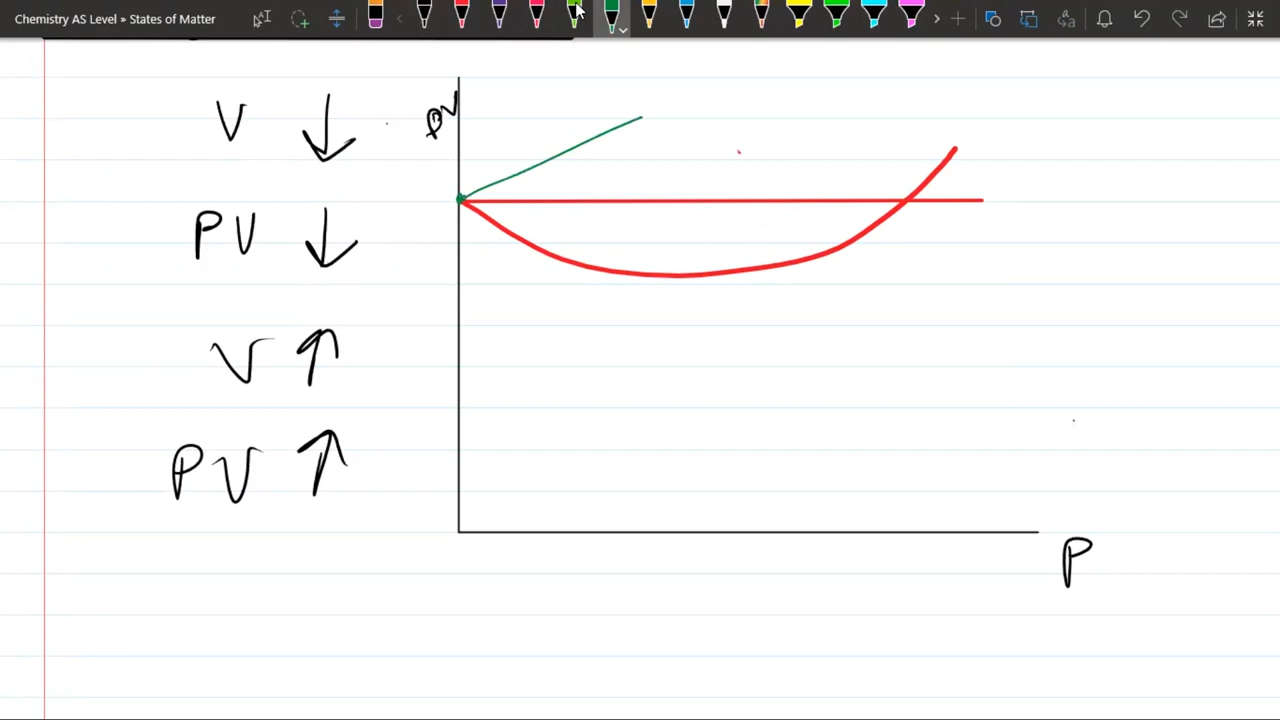 Chemistry AS Level » States of Matter
V ↓
PV
PV ↓
V ↑
PV ↑
P